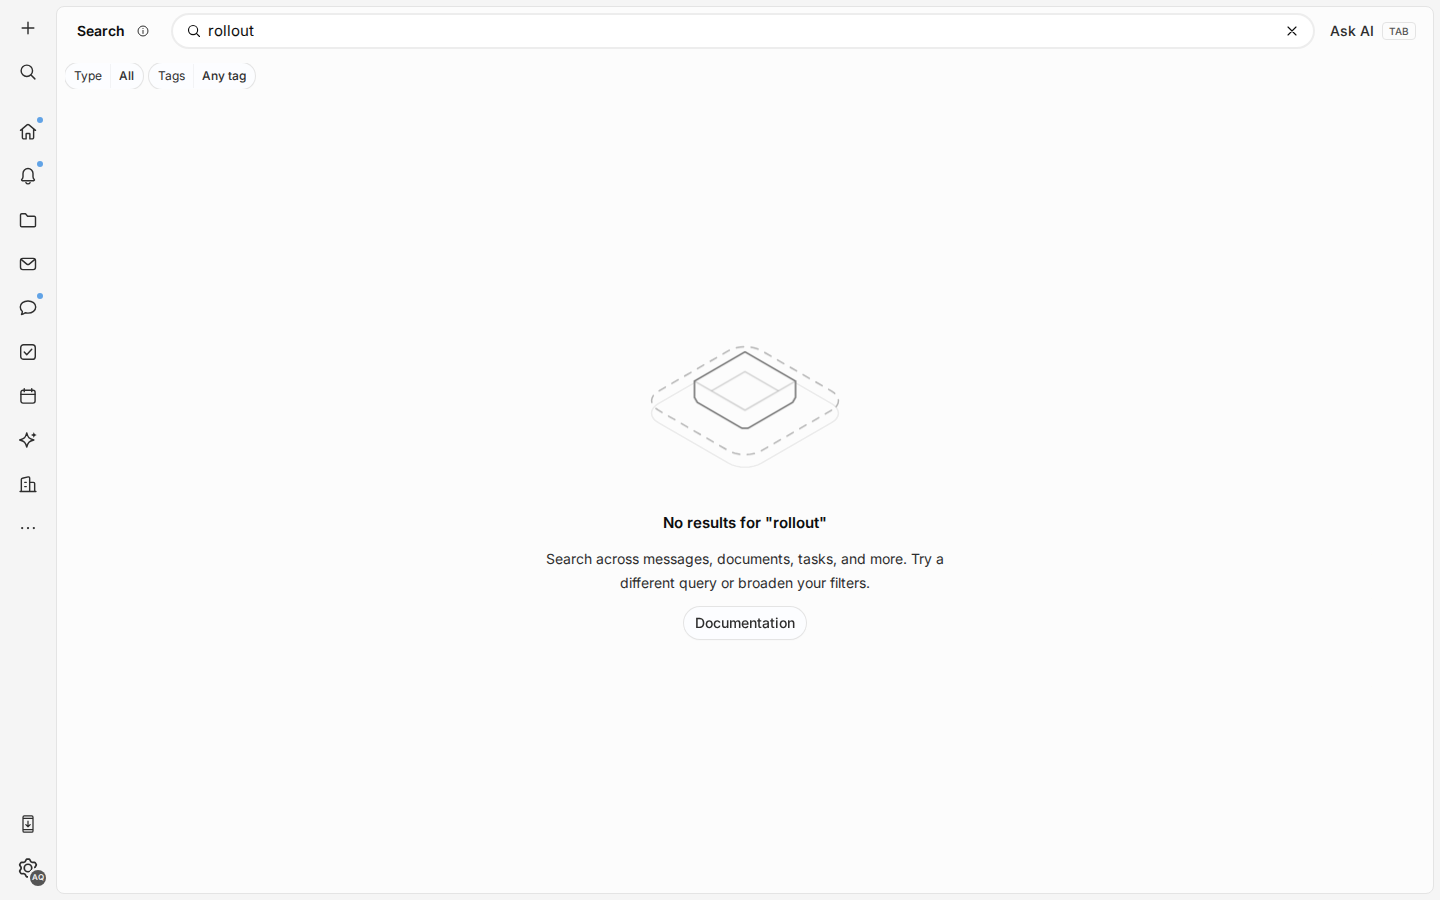 Search
rollout
Ask AI
TAB
Type
All
Tags
Any tag
No results for "rollout"
Search across messages, documents, tasks, and more. Try a
different query or broaden your filters.
Documentation
AQ